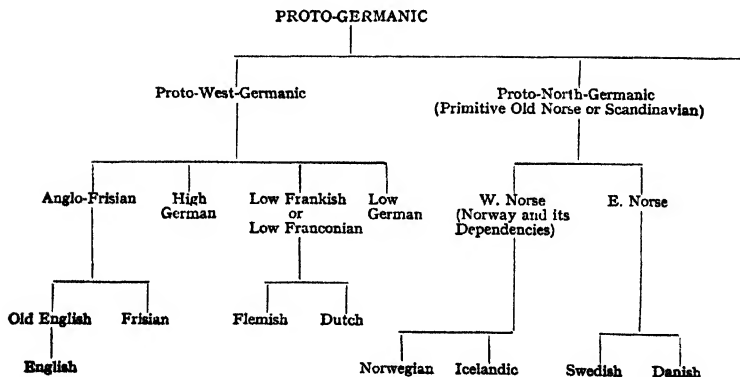 PROTO-GERMANIC
Proto-West-Germanic
Proto-North-Germanic
(Primitive Old Norse or Scandinavian)
Anglo-Frisian
High
German
Low Frankish
or
Low Franconian
Low
German
W. Norse
(Norway and its
Dependencies)
E. Norse
Old English
Frisian
Flemish
Dutch
English
Norwegian
Icelandic
Swedish
Danish